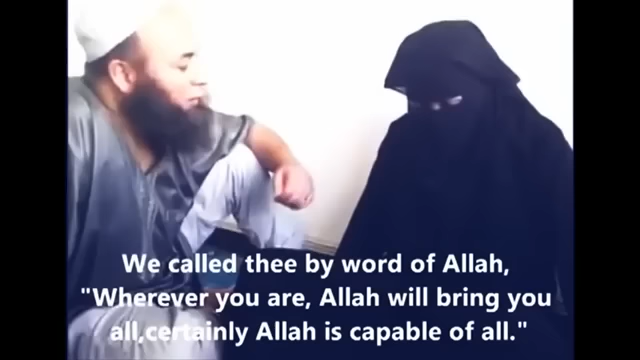 We called thee by word of Allah,
"Wherever you are, Allah will bring you
all,certainly Allah is capable of all."